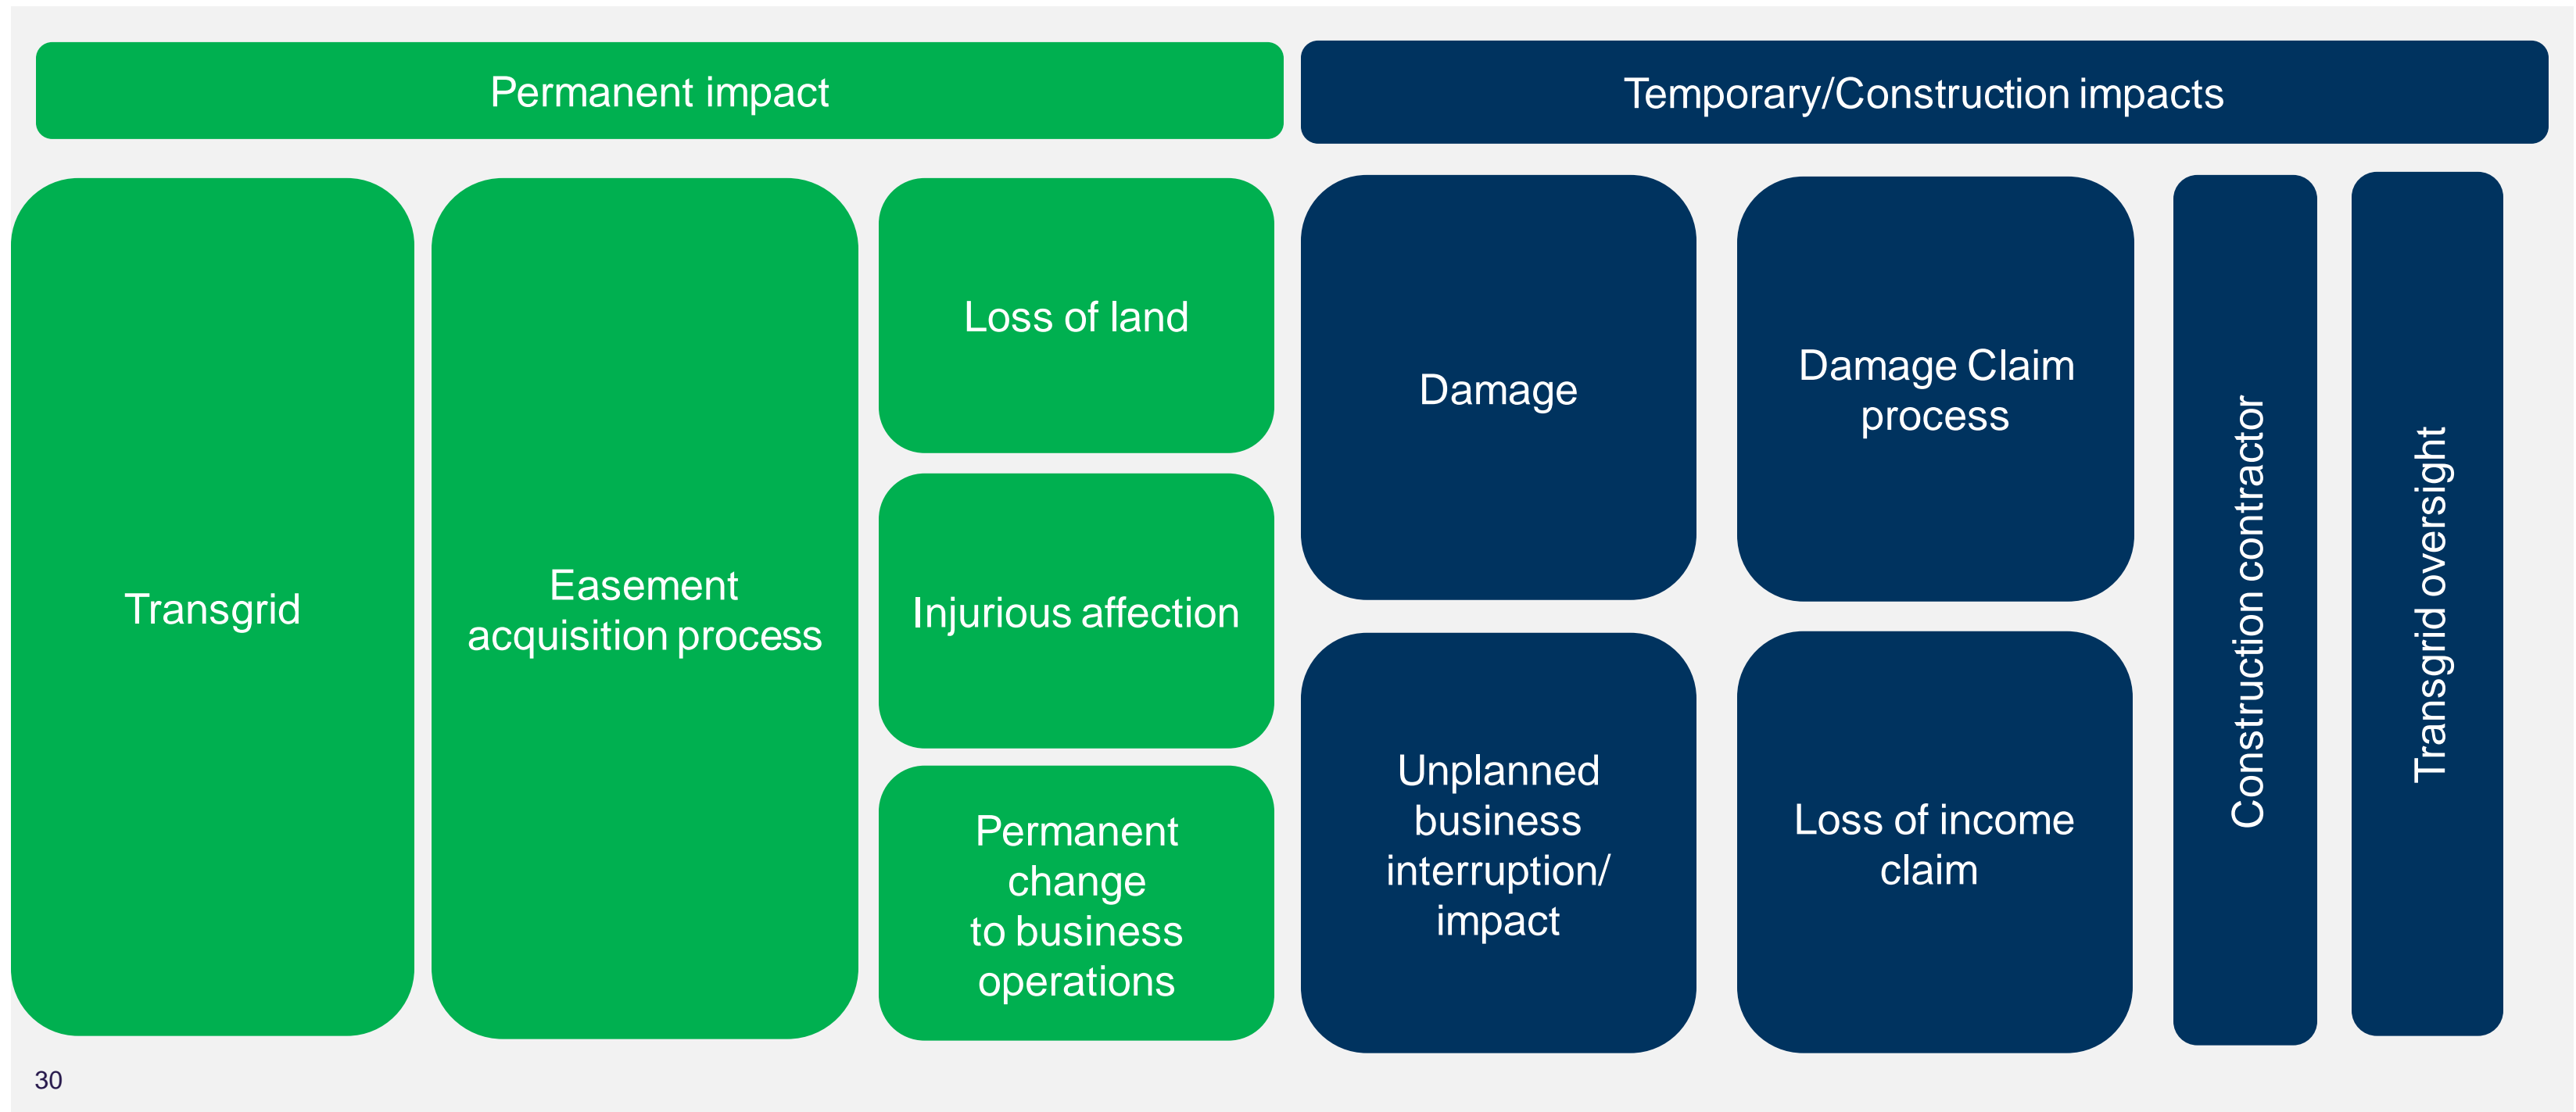 Permanent impact
Temporary/Construction impacts
Transgrid
Easement
acquisition process
Loss of land
Injurious affection
Permanent
change
to business
operations
Damage
Damage Claim
process
Unplanned
business
interruption/
impact
Loss of income
claim
Construction contractor
Transgrid oversight
30